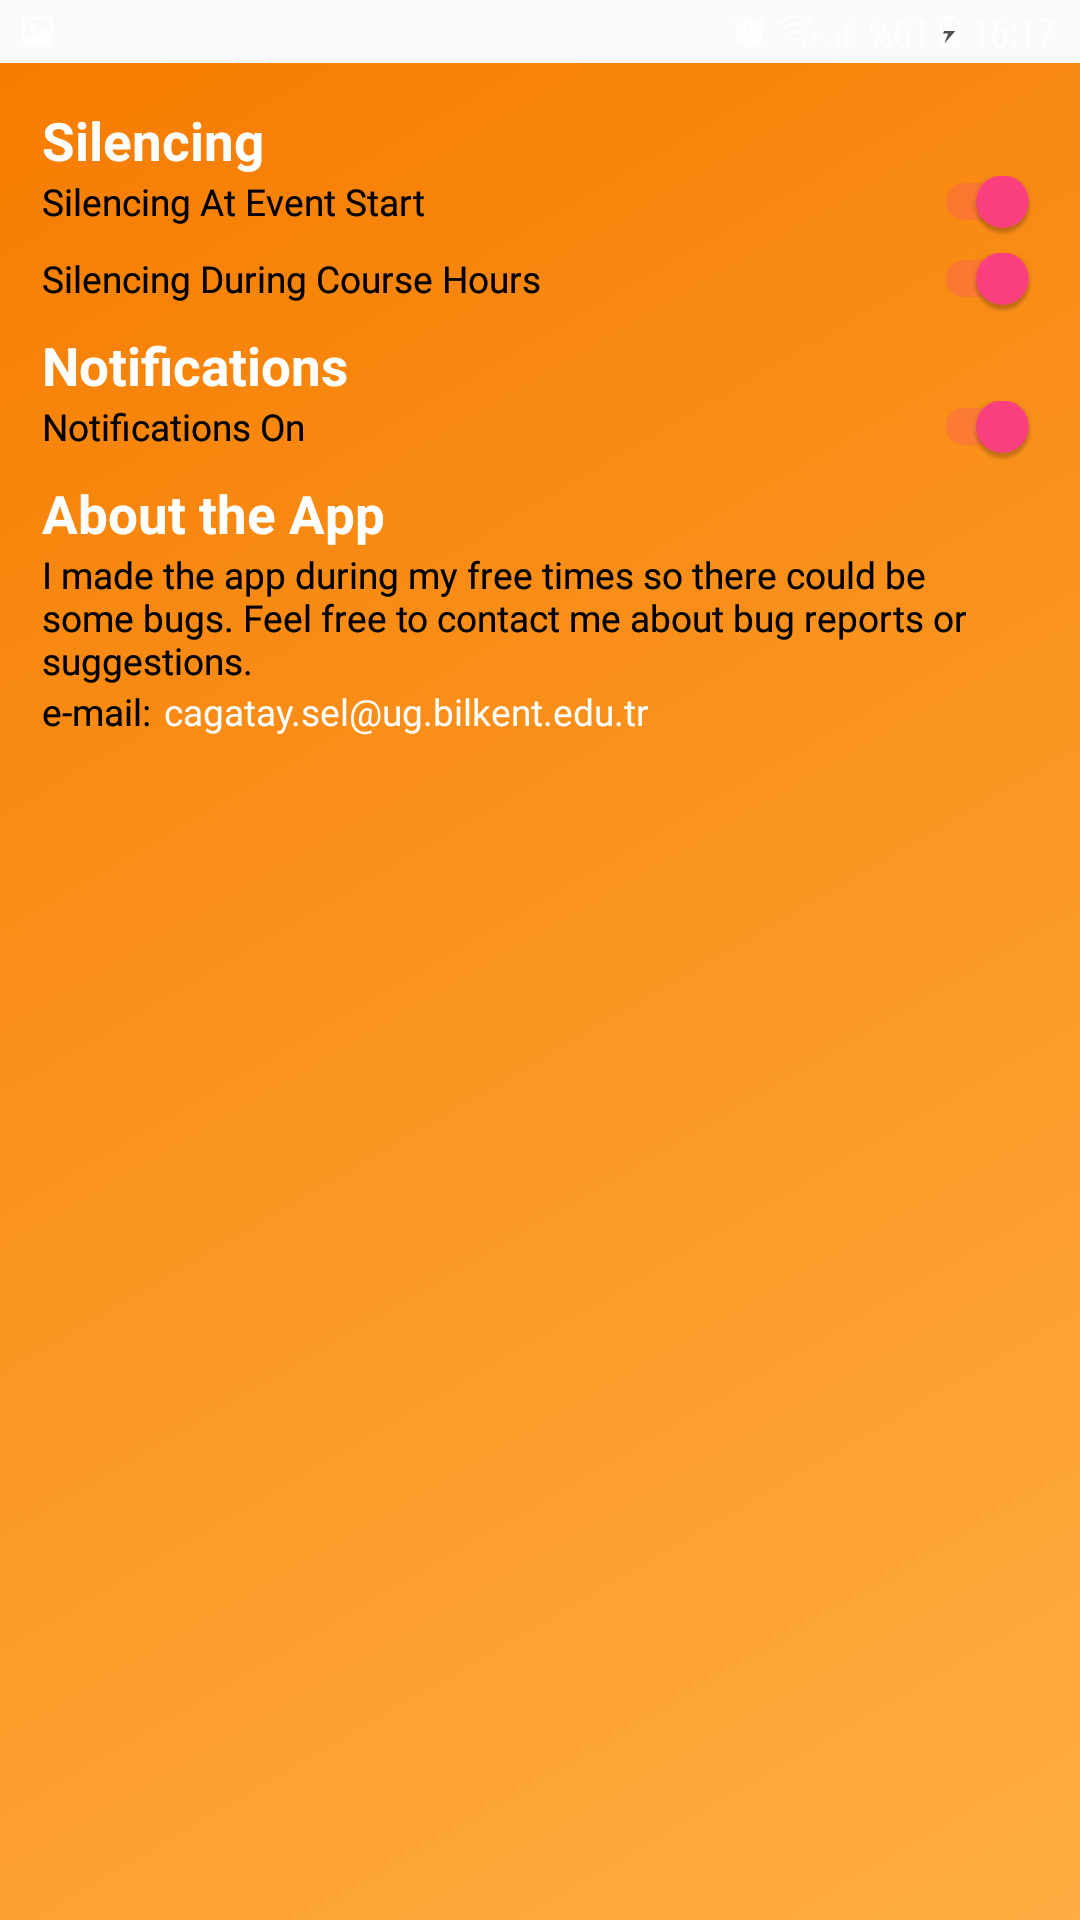 %61 16:17
Silencing
Silencing At Event Start
Silencing During Course Hours
Notifications
Notifications On
About the App
I made the app during my free times so there could be
some bugs. Feel free to contact me about bug reports or
suggestions.
e-mail: cagatay.sel@ug.bilkent.edu.tr